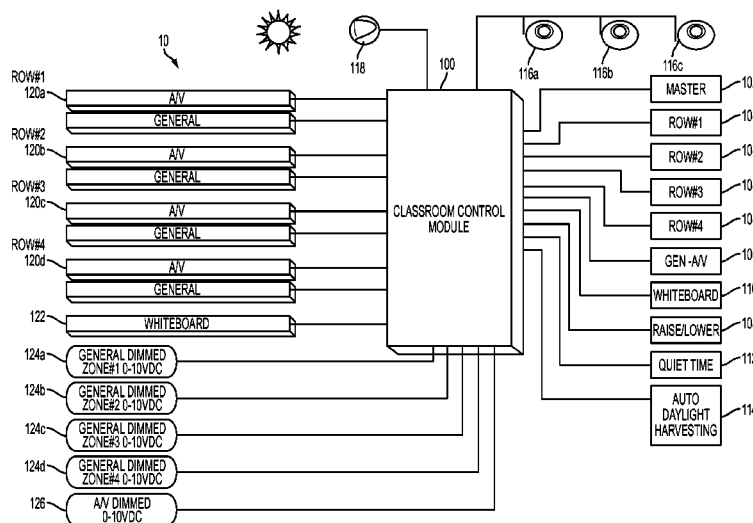 10
118
100
116a
116b
116c
ROW#1
120a
A/V
GENERAL
ROW#2
120b
A/V
GENERAL
ROW#3
120c
A/V
GENERAL
ROW#4
120d
A/V
GENERAL
122
WHITEBOARD
124a
GENERAL DIMMED
ZONE#1 0-10VDC
124b
GENERAL DIMMED
ZONE#2 0-10VDC
124c
GENERAL DIMMED
ZONE#3 0-10VDC
124d
GENERAL DIMMED
ZONE#4 0-10VDC
126
A/V DIMMED
0-10VDC
CLASSROOM CONTROL
MODULE
MASTER
ROW#1
ROW#2
ROW#3
ROW#4
GEN -A/V
WHITEBOARD
RAISE/LOWER
QUIET TIME
AUTO
DAYLIGHT
HARVESTING